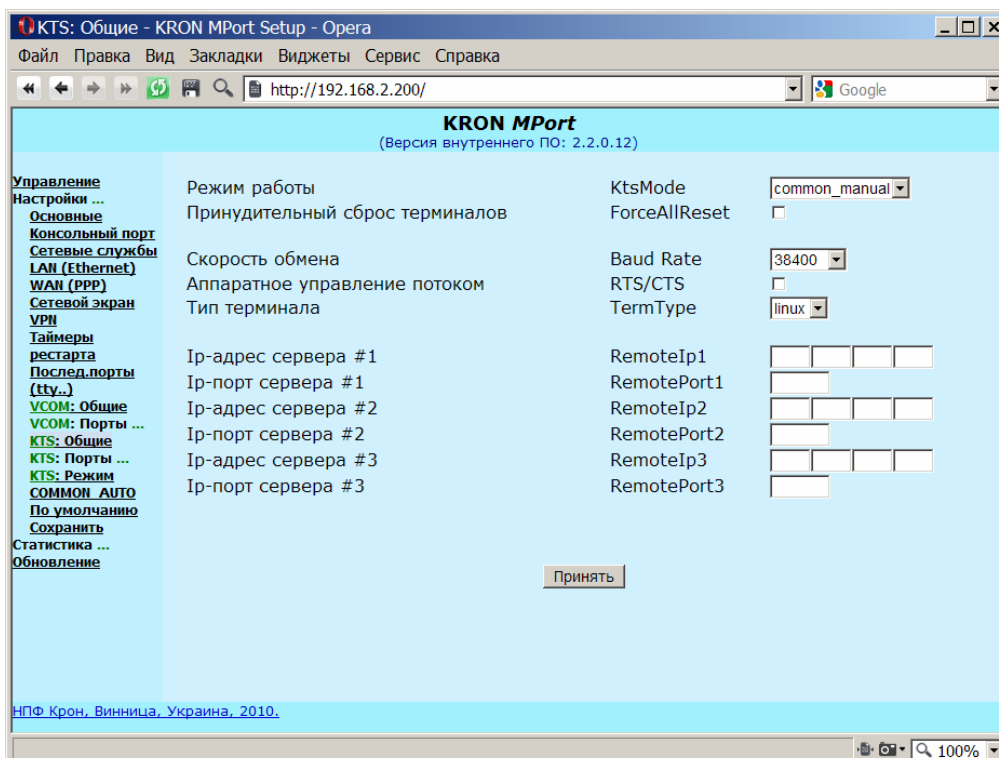 KTS: Общие - KRON MPort Setup - Opera
Файл Правка Вид Закладки Виджеты Сервис Справка
http://192.168.2.200/
Google
KRON MPort
(Версия внутреннего ПО: 2.2.0.12)
Управление
Настройки ...
Основные
Консольный порт
Сетевые службы
LAN (Ethernet)
WAN (PPP)
Сетевой экран
VPN
Таймеры
рестарта
Послед.порты
(tty..)
VCOM: Общие
VCOM: Порты ...
KTS: Общие
KTS: Порты ...
KTS: Режим
COMMON_AUTO
По умолчанию
Сохранить
Статистика ...
Обновление
Режим работы KtsMode common_manual
Принудительный сброс терминалов ForceAllReset
Скорость обмена Baud Rate 38400
Аппаратное управление потоком RTS/CTS
Тип терминала TermType linux
Ip-адрес сервера #1 RemoteIp1
Ip-порт сервера #1 RemotePort1
Ip-адрес сервера #2 RemoteIp2
Ip-порт сервера #2 RemotePort2
Ip-адрес сервера #3 RemoteIp3
Ip-порт сервера #3 RemotePort3
Принять
НПФ Крон, Винница, Украина, 2010.
100%